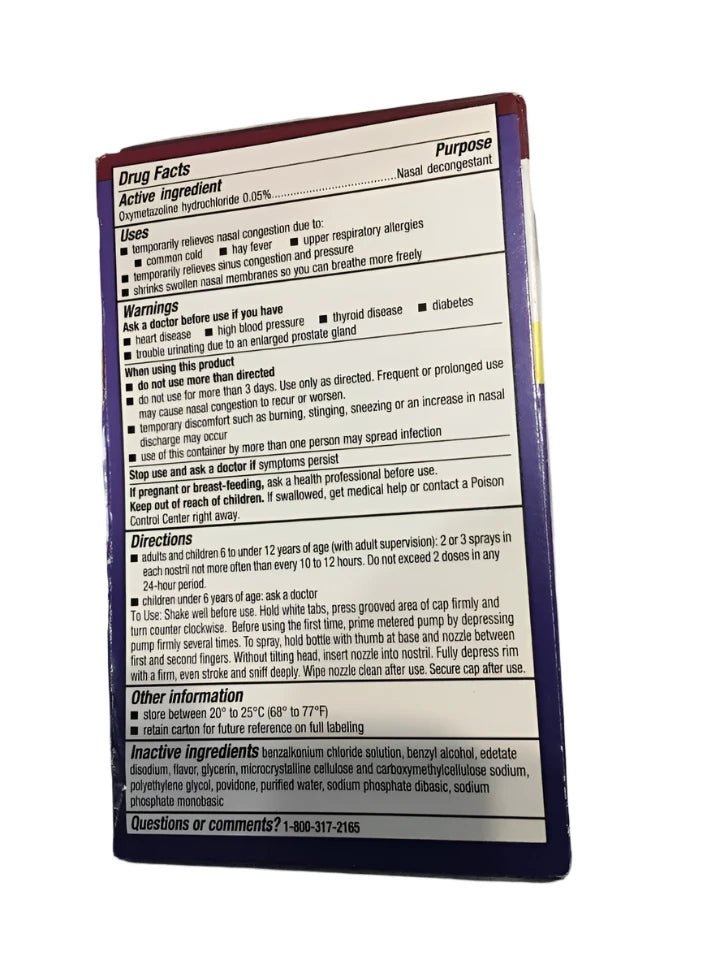 Drug Facts
Active ingredient Purpose
Oxymetazoline hydrochloride 0.05%........................................Nasal decongestant
Uses
■ temporarily relieves nasal congestion due to:
■ common cold ■ hay fever ■ upper respiratory allergies
■ temporarily relieves sinus congestion and pressure
■ shrinks swollen nasal membranes so you can breathe more freely
Warnings
Ask a doctor before use if you have
■ heart disease ■ high blood pressure ■ thyroid disease ■ diabetes
■ trouble urinating due to an enlarged prostate gland
When using this product
■ do not use more than directed
■ do not use for more than 3 days. Use only as directed. Frequent or prolonged use
may cause nasal congestion to recur or worsen.
■ temporary discomfort such as burning, stinging, sneezing or an increase in nasal
discharge may occur
■ use of this container by more than one person may spread infection
Stop use and ask a doctor if symptoms persist
If pregnant or breast-feeding, ask a health professional before use.
Keep out of reach of children. If swallowed, get medical help or contact a Poison
Control Center right away.
Directions
■ adults and children 6 to under 12 years of age (with adult supervision): 2 or 3 sprays in
each nostril not more often than every 10 to 12 hours. Do not exceed 2 doses in any
24-hour period.
■ children under 6 years of age: ask a doctor
To Use: Shake well before use. Hold white tabs, press grooved area of cap firmly and
turn counter clockwise. Before using the first time, prime metered pump by depressing
pump firmly several times. To spray, hold bottle with thumb at base and nozzle between
first and second fingers. Without tilting head, insert nozzle into nostril. Fully depress rim
with a firm, even stroke and sniff deeply. Wipe nozzle clean after use. Secure cap after use.
Other information
■ store between 20° to 25°C (68° to 77°F)
■ retain carton for future reference on full labeling
Inactive ingredients benzalkonium chloride solution, benzyl alcohol, edetate
disodium, flavor, glycerin, microcrystalline cellulose and carboxymethylcellulose sodium,
polyethylene glycol, povidone, purified water, sodium phosphate dibasic, sodium
phosphate monobasic
Questions or comments? 1-800-317-2165